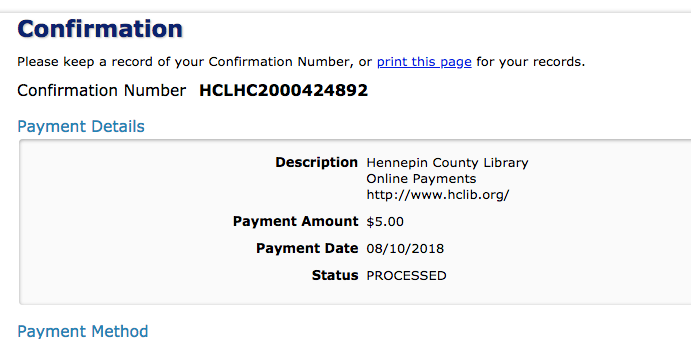 Confirmation
Please keep a record of your Confirmation Number, or print this page for your records.
Confirmation Number HCLHC2000424892
Payment Details
Description Hennepin County Library
Online Payments
http://www.hclib.org/
Payment Amount $5.00
Payment Date 08/10/2018
Status PROCESSED
Payment Method